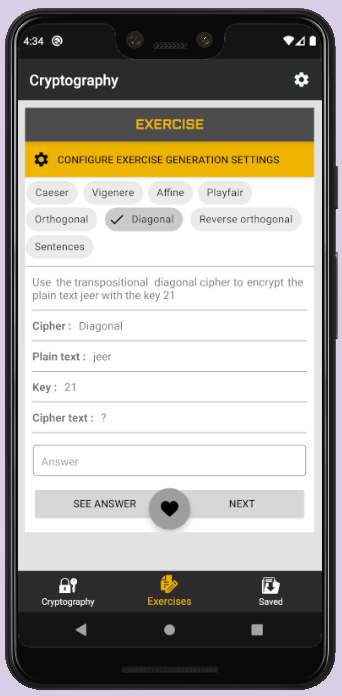 4:34
Cryptography
EXERCISE
CONFIGURE EXERCISE GENERATION SETTINGS
Caeser Vigenere Affine Playfair
Orthogonal Diagonal Reverse orthogonal
Sentences
Use the transpositional diagonal cipher to encrypt the
plain text jeer with the key 21
Cipher : Diagonal
Plain text : jeer
Key : 21
Cipher text : ?
Answer
SEE ANSWER NEXT
Cryptography Exercises Saved